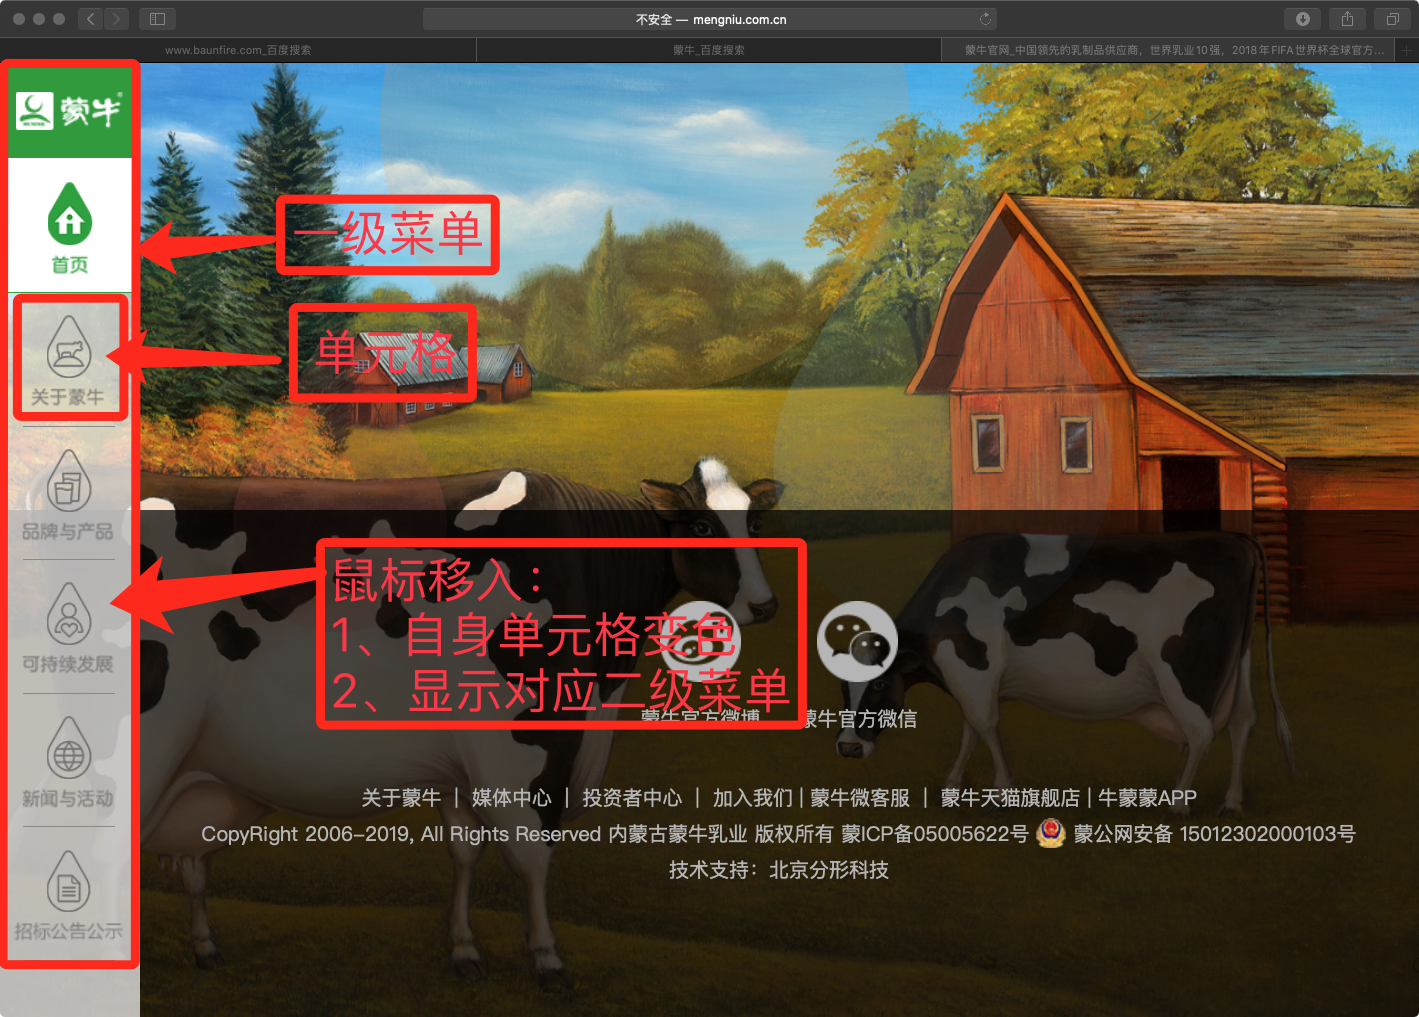 不安全 — mengniu.com.cn
www.baunfire.com_百度搜索
蒙牛_百度搜索
蒙牛官网_中国领先的乳制品供应商，世界乳业10强，2018年FIFA世界杯全球官方...
蒙牛
首页
关于蒙牛
品牌与产品
可持续发展
新闻与活动
招标公告公示
一级菜单
单元格
鼠标移入：
1、自身单元格变色
2、显示对应二级菜单
蒙牛官方微博
蒙牛官方微信
关于蒙牛 | 媒体中心 | 投资者中心 | 加入我们 | 蒙牛微客服 | 蒙牛天猫旗舰店 | 牛蒙蒙APP
CopyRight 2006-2019, All Rights Reserved 内蒙古蒙牛乳业 版权所有 蒙ICP备05005622号 蒙公网安备 15012302000103号
技术支持：北京分形科技